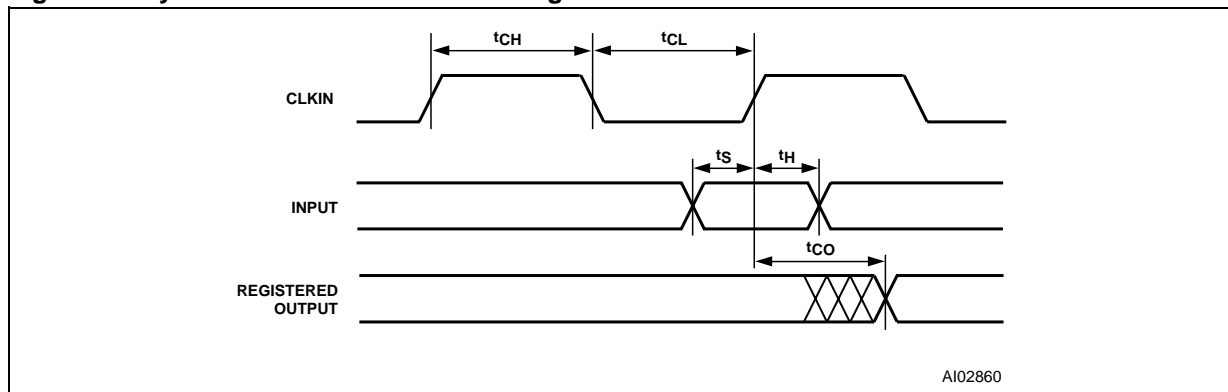 tCH
tCL
CLKIN
tS
tH
INPUT
tCO
REGISTERED
OUTPUT
AI02860